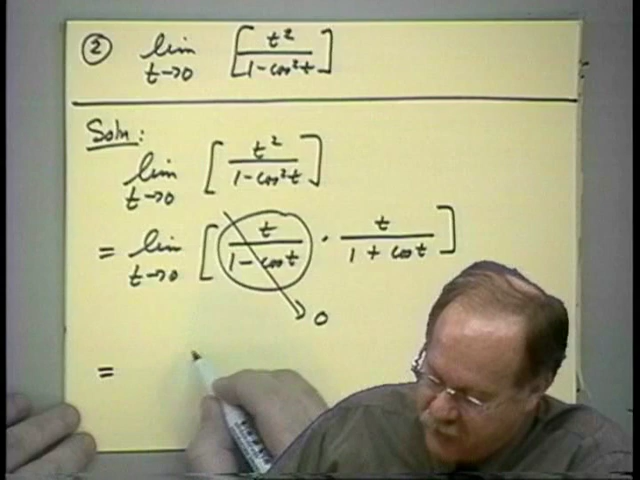 ② lim t→0 [t²/1-cos²t]
Soln:
lim t→0 [t²/1-cos²t]
= lim t→0 [t/1-cos t · t/1+cos t]
0
=